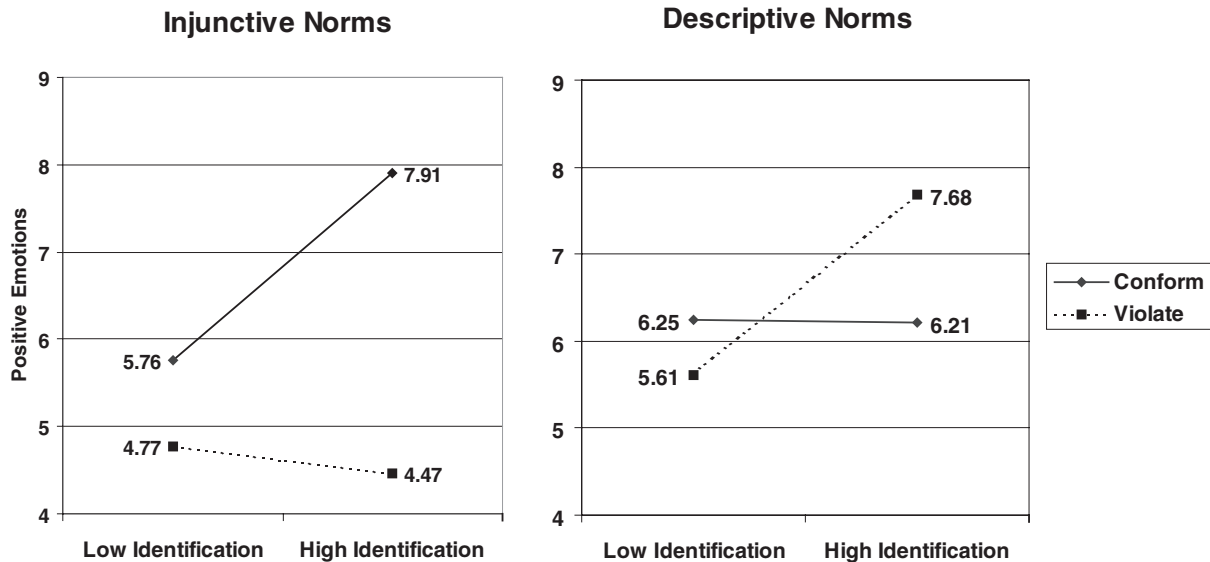 Injunctive Norms
Descriptive Norms
Positive Emotions
9
8
7
6
5
4
7.91
5.76
4.77
4.47
Low Identification
High Identification
9
8
7
6
5
4
7.68
6.25
6.21
5.61
Low Identification
High Identification
Conform
Violate